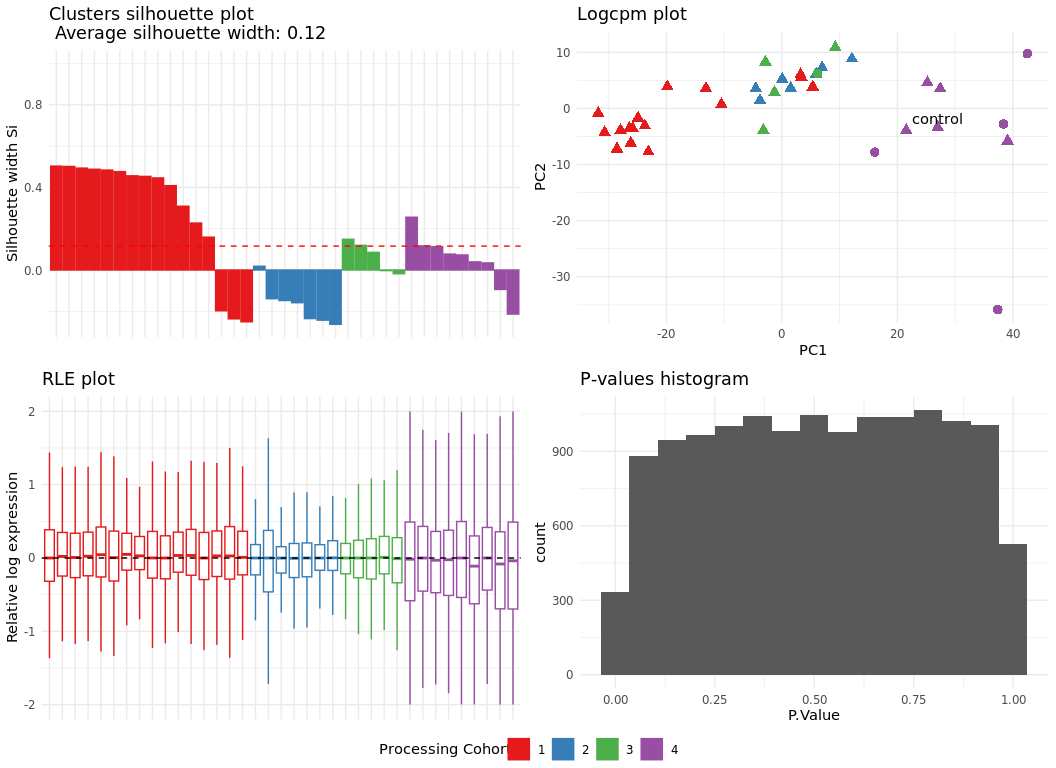 Clusters silhouette plot
Average silhouette width: 0.12
Silhouette width Si
0.8
0.4
0.0
Logcpm plot
PC2
10
0
-10
-20
-30
control
-20
0
20
40
PC1
RLE plot
Relative log expression
2
1
0
-1
-2
P-values histogram
count
900
600
300
0
0.00
0.25
0.50
0.75
1.00
P.Value
Processing Cohort 1 2 3 4